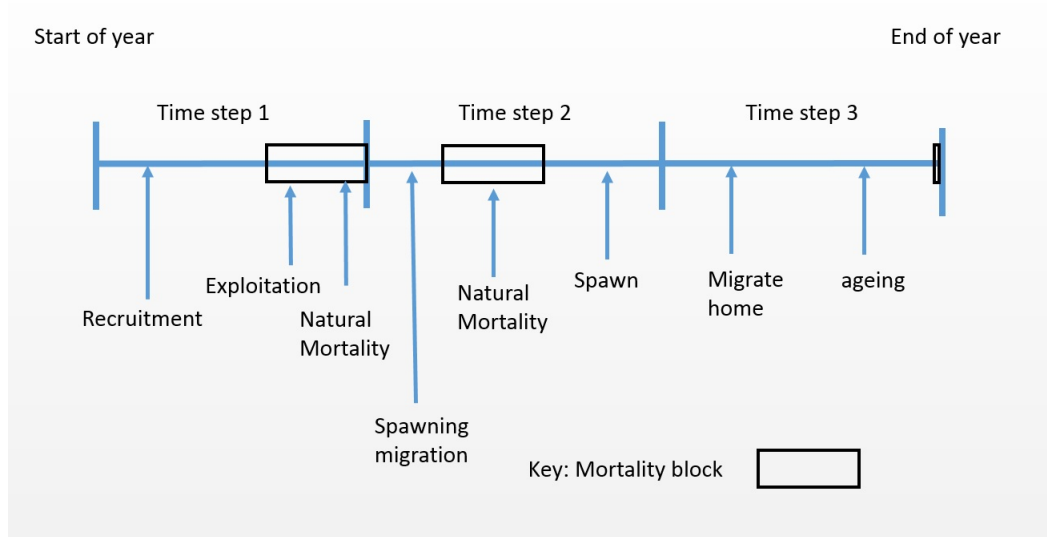 Start of year
End of year
Time step 1
Time step 2
Time step 3
Exploitation
Natural
Mortality
Recruitment
Spawning
migration
Natural
Mortality
Spawn
Migrate
home
ageing
Key: Mortality block